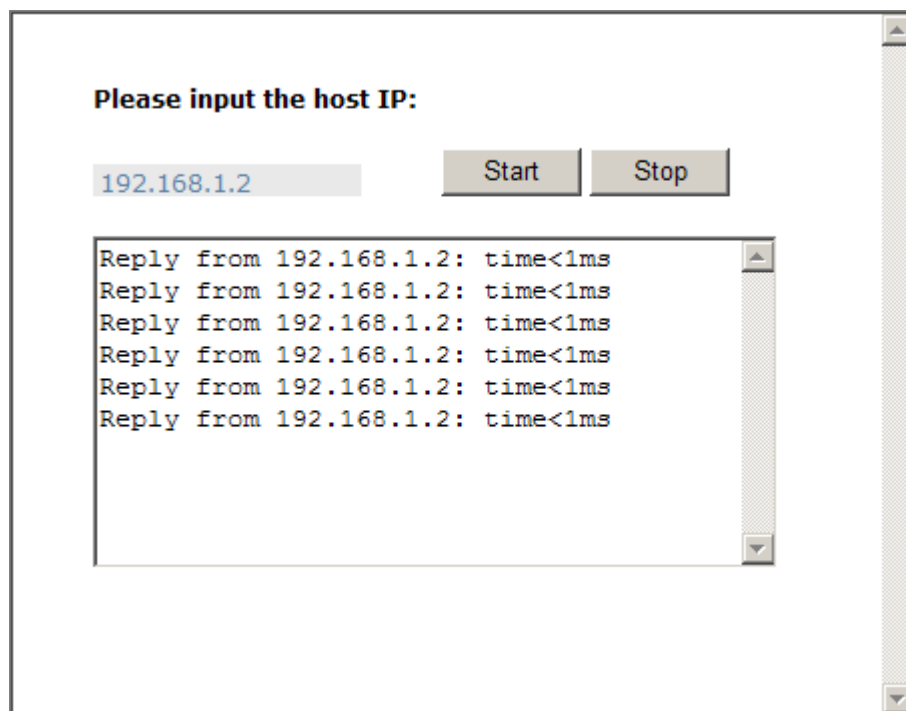 Please input the host IP:
192.168.1.2 Start Stop
Reply from 192.168.1.2: time<1ms
Reply from 192.168.1.2: time<1ms
Reply from 192.168.1.2: time<1ms
Reply from 192.168.1.2: time<1ms
Reply from 192.168.1.2: time<1ms
Reply from 192.168.1.2: time<1ms